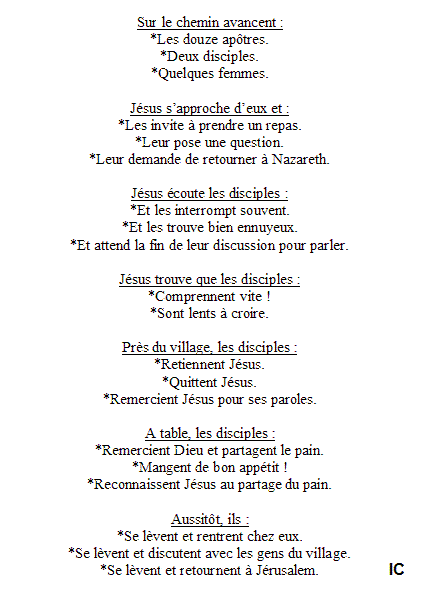 Sur le chemin avancent :
*Les douze apôtres.
*Deux disciples.
*Quelques femmes.
Jésus s’approche d’eux et :
*Les invite à prendre un repas.
*Leur pose une question.
*Leur demande de retourner à Nazareth.
Jésus écoute les disciples :
*Et les interrompt souvent.
*Et les trouve bien ennuyeux.
*Et attend la fin de leur discussion pour parler.
Jésus trouve que les disciples :
*Comprennent vite !
*Sont lents à croire.
Près du village, les disciples :
*Retiennent Jésus.
*Quittent Jésus.
*Remercient Jésus pour ses paroles.
A table, les disciples :
*Remercient Dieu et partagent le pain.
*Mangent de bon appétit !
*Reconnaissent Jésus au partage du pain.
Aussitôt, ils :
*Se lèvent et rentrent chez eux.
*Se lèvent et discutent avec les gens du village.
*Se lèvent et retournent à Jérusalem.
IC